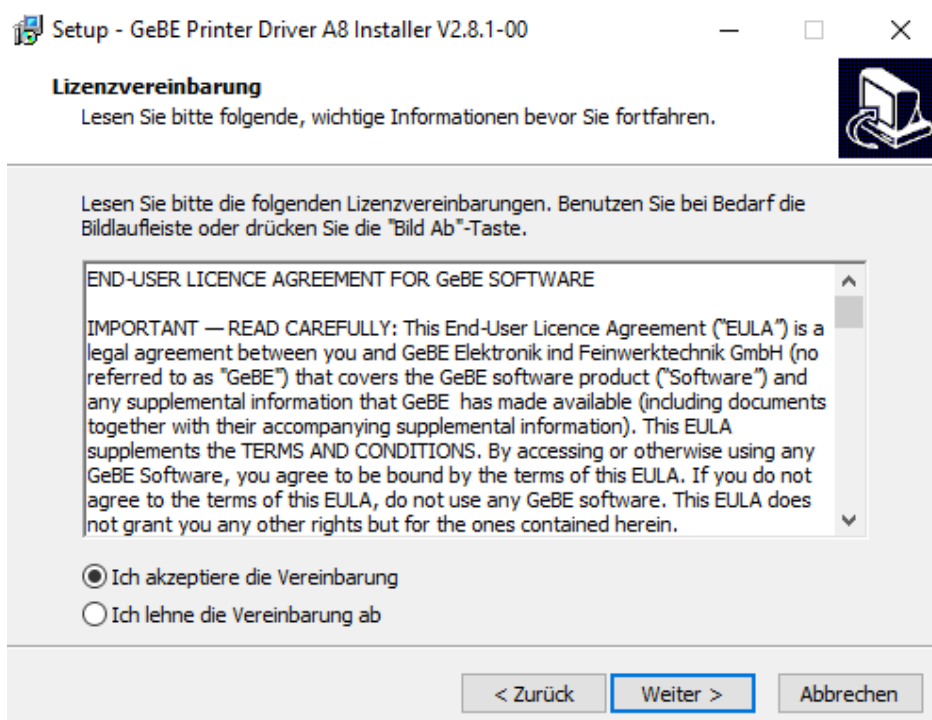 Setup - GeBE Printer Driver A8 Installer V2.8.1-00
Lizenzvereinbarung
Lesen Sie bitte folgende, wichtige Informationen bevor Sie fortfahren.
Lesen Sie bitte die folgenden Lizenzvereinbarungen. Benutzen Sie bei Bedarf die
Bildlaufleiste oder drücken Sie die "Bild Ab"-Taste.
END-USER LICENCE AGREEMENT FOR GeBE SOFTWARE
IMPORTANT — READ CAREFULLY: This End-User Licence Agreement ("EULA") is a
legal agreement between you and GeBE Elektronik ind Feinwerktechnik GmbH (no
referred to as "GeBE") that covers the GeBE software product ("Software") and
any supplemental information that GeBE  has made available (including documents
together with their accompanying supplemental information). This EULA
supplements the TERMS AND CONDITIONS. By accessing or otherwise using any
GeBE Software, you agree to be bound by the terms of this EULA. If you do not
agree to the terms of this EULA, do not use any GeBE software. This EULA does
not grant you any other rights but for the ones contained herein.
Ich akzeptiere die Vereinbarung
Ich lehne die Vereinbarung ab
< Zurück
Weiter >
Abbrechen